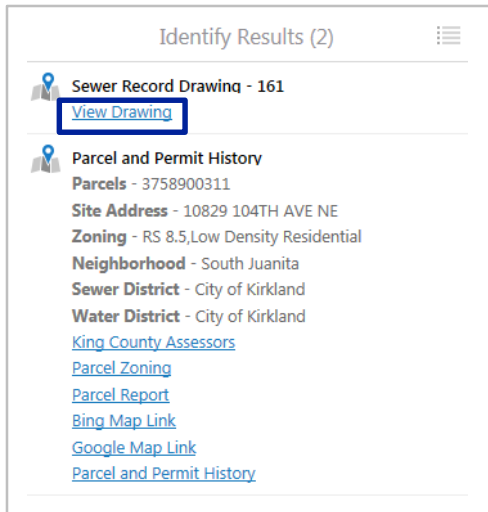 Identify Results (2)
Sewer Record Drawing - 161
View Drawing
Parcel and Permit History
Parcels - 3758900311
Site Address - 10829 104TH AVE NE
Zoning - RS 8.5,Low Density Residential
Neighborhood - South Juanita
Sewer District - City of Kirkland
Water District - City of Kirkland
King County Assessors
Parcel Zoning
Parcel Report
Bing Map Link
Google Map Link
Parcel and Permit History